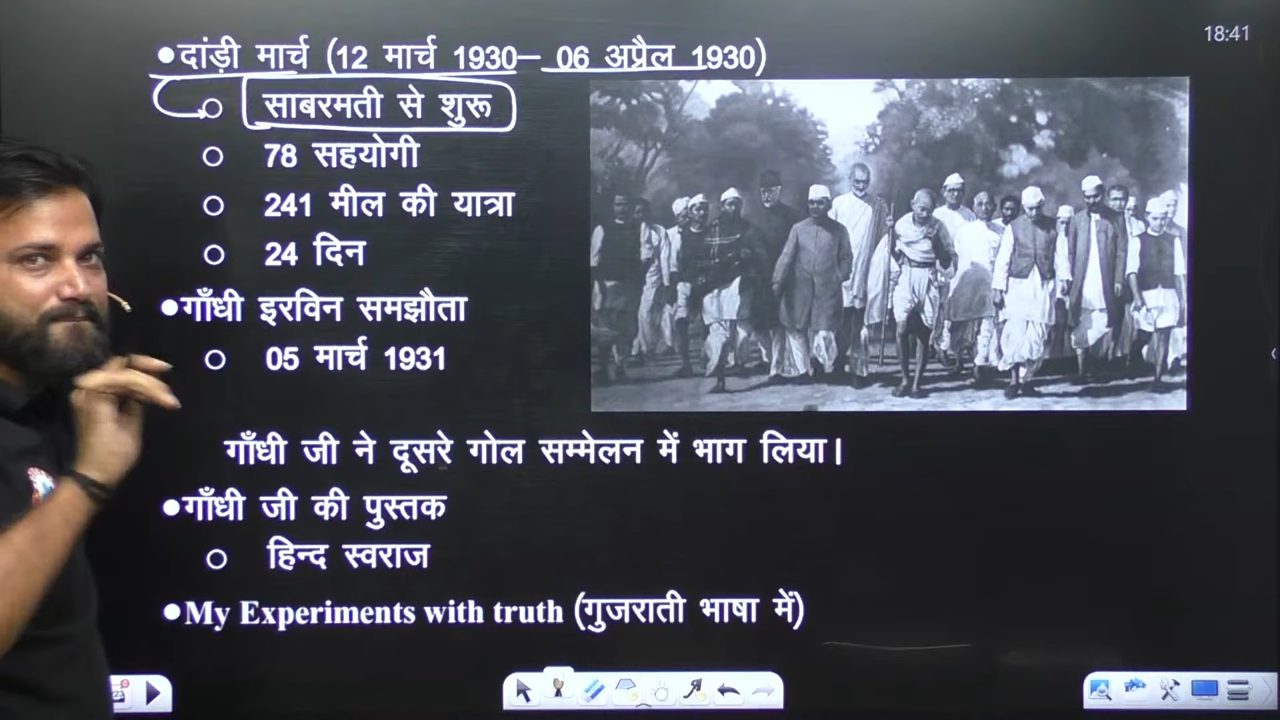 18:41
●दांड़ी मार्च (12 मार्च 1930– 06 अप्रैल 1930)
○ साबरमती से शुरू
○ 78 सहयोगी
○ 241 मील की यात्रा
○ 24 दिन
●गाँधी इरविन समझौता
○ 05 मार्च 1931
गाँधी जी ने दूसरे गोल सम्मेलन में भाग लिया।
●गाँधी जी की पुस्तक
○ हिन्द स्वराज
●My Experiments with truth (गुजराती भाषा में)